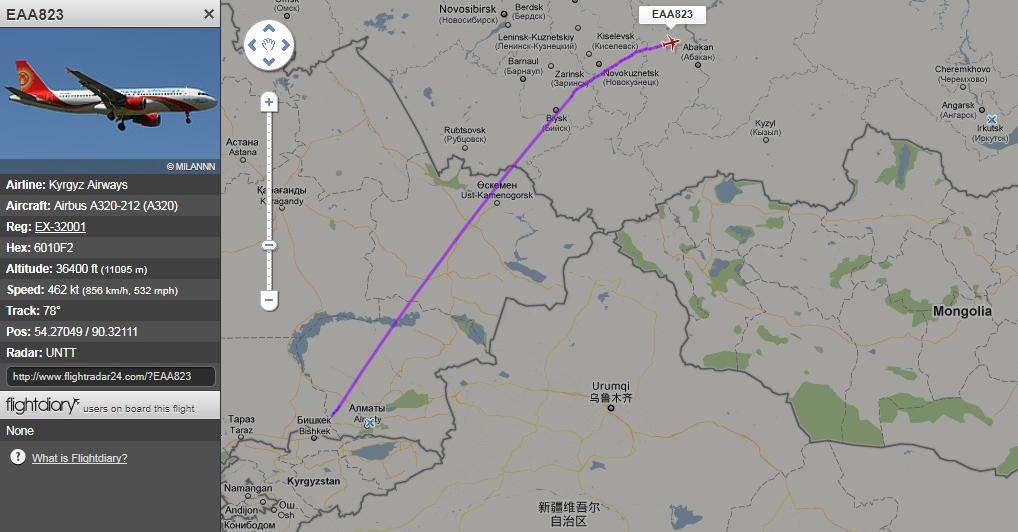 EAA823
© MILANNN
Airline: Kyrgyz Airways
Aircraft: Airbus A320-212 (A320)
Reg: EX-32001
Hex: 6010F2
Altitude: 36400 ft (11095 m)
Speed: 462 kt (856 km/h, 532 mph)
Track: 78°
Pos: 54.27049 / 90.32111
Radar: UNTT
http://www.flightradar24.com/?EAA823
flightdiary users on board this flight
None
? What is Flightdiary?
(Омск)
Novosibirsk
(Новосибирск)
Berdsk
(Бердск)
EAA823
Leninsk-Kuznetskiy
(Ленинск-Кузнецкий)
Kiselevsk
(Киселевск)
Abakan
(Абакан)
Barnaul
(Барнаул)
Zarinsk
(Заринск)
Novokuznetsk
(Новокузнецк)
Cheremkhovo
(Черемхово)
Angarsk
(Ангарск)
Irkutsk
(Иркутск)
Biysk
(Бийск)
Kyzyl
(Кызыл)
Rubtsovsk
(Рубцовск)
Астана
Astana
Қарағанды
Karagandy
Өскемен
Ust-Kamenogorsk
Mongolia
Urumqi
乌鲁木齐
Тараз
Taraz
Бишкек
Bishkek
Алматы
Almaty
Kyrgyzstan
Namangan
Andijon
Ош
Osh
Конибодом
新疆维吾尔
自治区